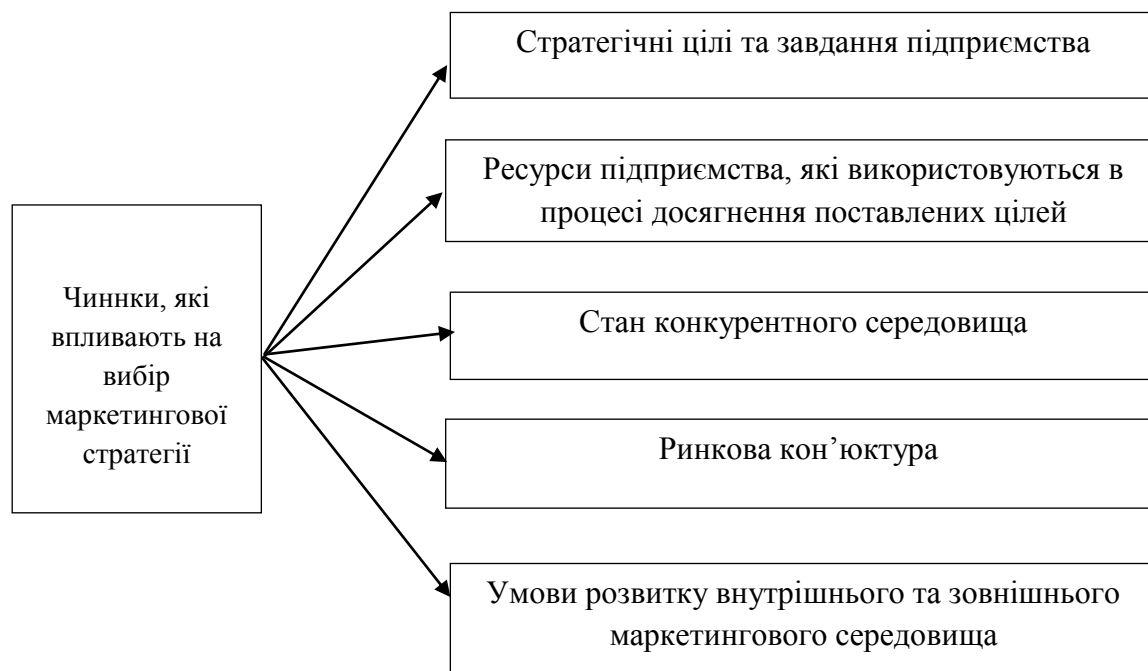 Стратегічні цілі та завдання підприємства
Ресурси підприємства, які використовуються в
процесі досягнення поставлених цілей
Чиннки, які
впливають на
вибір
маркетингової
стратегії
Стан конкурентного середовища
Ринкова кон’юктура
Умови розвитку внутрішнього та зовнішнього
маркетингового середовища